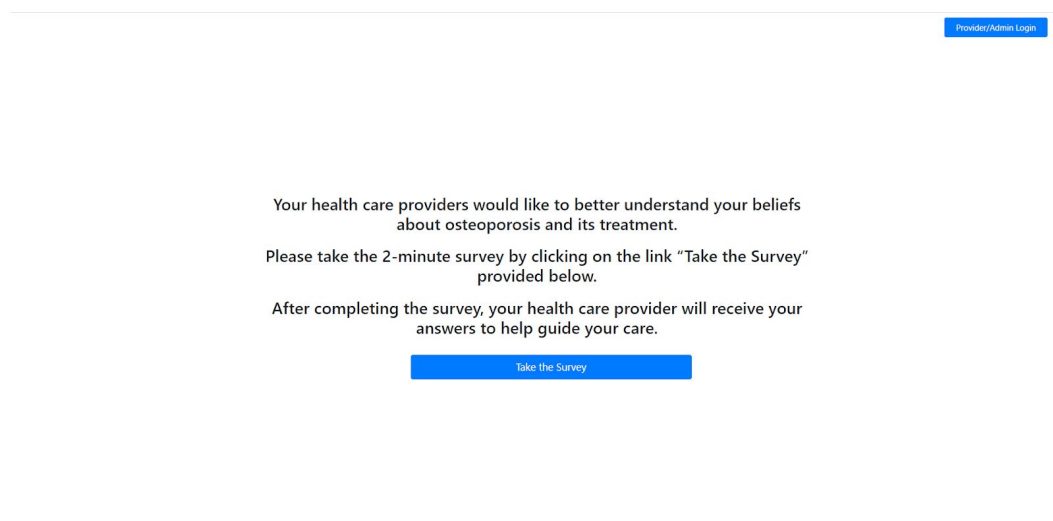 Provider/Admin Login
Your health care providers would like to better understand your beliefs
about osteoporosis and its treatment.
Please take the 2-minute survey by clicking on the link “Take the Survey”
provided below.
After completing the survey, your health care provider will receive your
answers to help guide your care.
Take the Survey